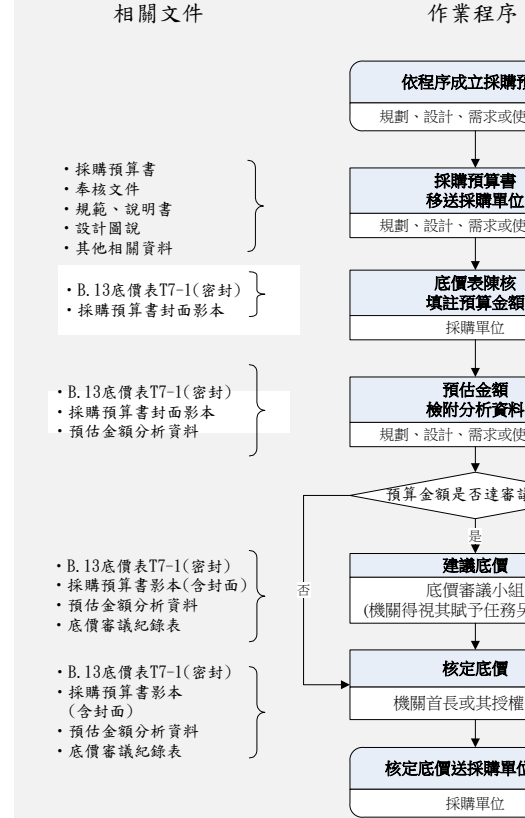 相關文件
作業程序
依程序成立採購預
規劃、設計、需求或使
・採購預算書
・奉核文件
・規範、說明書
・設計圖說
・其他相關資料
採購預算書
移送採購單位
規劃、設計、需求或使
・B.13底價表T7-1(密封)
・採購預算書封面影本
底價表陳核
填註預算金額
採購單位
・B.13底價表T7-1(密封)
・採購預算書封面影本
・預估金額分析資料
預估金額
檢附分析資料
規劃、設計、需求或使
預算金額是否達審議
是
否
・B.13底價表T7-1(密封)
・採購預算書影本(含封面)
・預估金額分析資料
・底價審議紀錄表
建議底價
底價審議小組
(機關得視其賦予任務另
・B.13底價表T7-1(密封)
・採購預算書影本
(含封面)
・預估金額分析資料
・底價審議紀錄表
核定底價
機關首長或其授權
核定底價送採購單位
採購單位